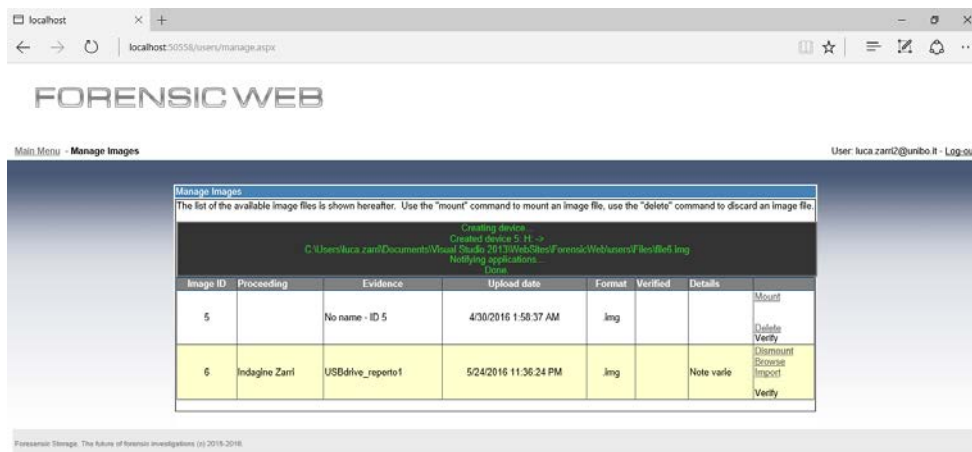 localhost
localhost:50558/users/manage.aspx
FORENSIC WEB
Main Menu - Manage Images
User: luca.zarri2@unibo.it - Log-ou
Manage Images
The list of the available image files is shown hereafter. Use the "mount" command to mount an image file, use the "delete" command to discard an image file.
Creating device...
Created device 5: H: ->
C:\Users\luca.zarri\Documents\Visual Studio 2013\WebSites\ForensicWeb\users\Files\file6.img
Notifying applications...
Done.
Image ID Proceeding Evidence Upload date Format Verified Details
5 No name - ID 5 4/30/2016 1:58:37 AM .img
Mount
Delete
Verify
6 Indagine Zarri USBdrive_reperto1 5/24/2016 11:36:24 PM .img Note varie
Dismount
Browse
Import
Verify
Foresensic Storage. The future of forensic investigations (c) 2015-2016.